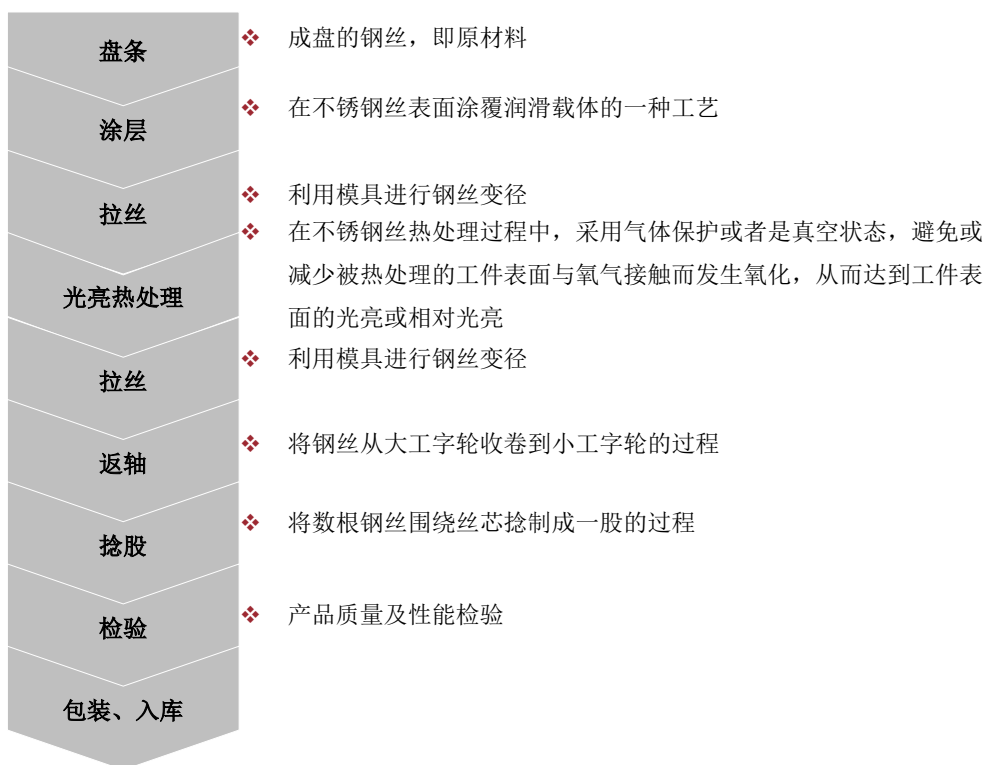 盘条
❖ 成盘的钢丝，即原材料
涂层
❖ 在不锈钢丝表面涂覆润滑载体的一种工艺
拉丝
❖ 利用模具进行钢丝变径
光亮热处理
❖ 在不锈钢丝热处理过程中，采用气体保护或者是真空状态，避免或
减少被热处理的工件表面与氧气接触而发生氧化，从而达到工件表
面的光亮或相对光亮
拉丝
❖ 利用模具进行钢丝变径
返轴
❖ 将钢丝从大工字轮收卷到小工字轮的过程
捻股
❖ 将数根钢丝围绕丝芯捻制成一股的过程
检验
❖ 产品质量及性能检验
包装、入库